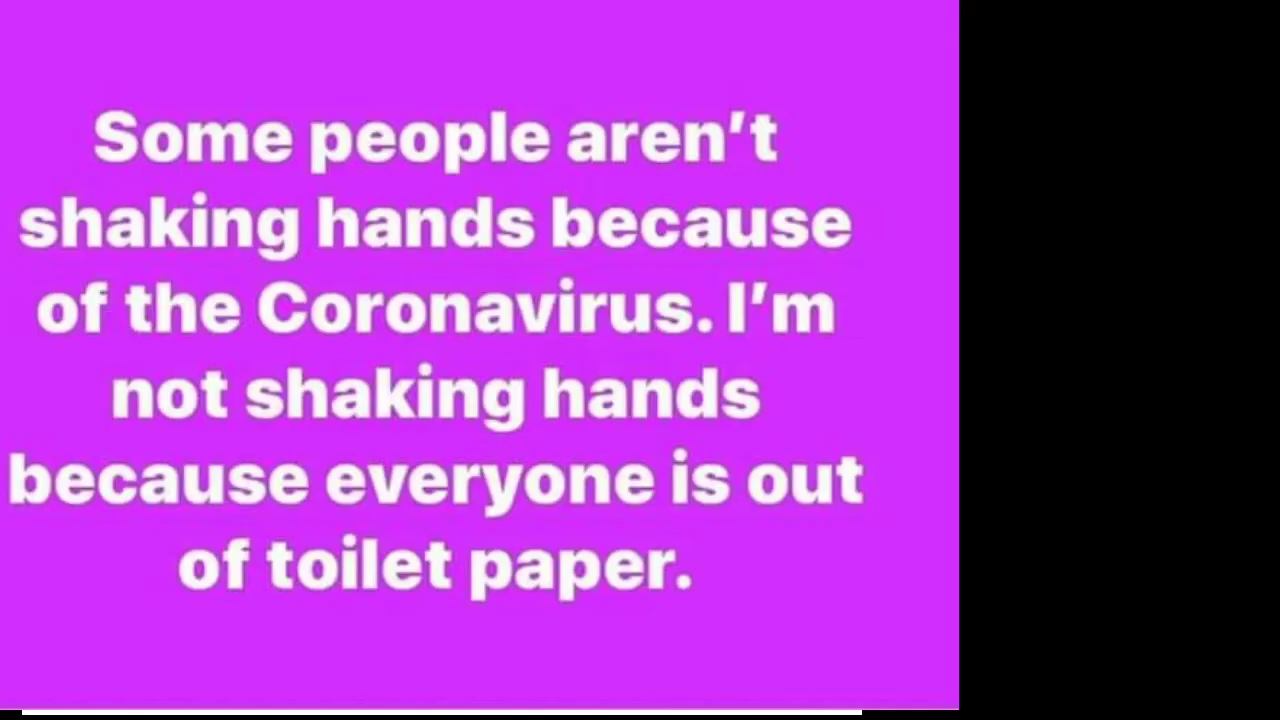 Some people aren’t
shaking hands because
of the Coronavirus. I’m
not shaking hands
because everyone is out
of toilet paper.